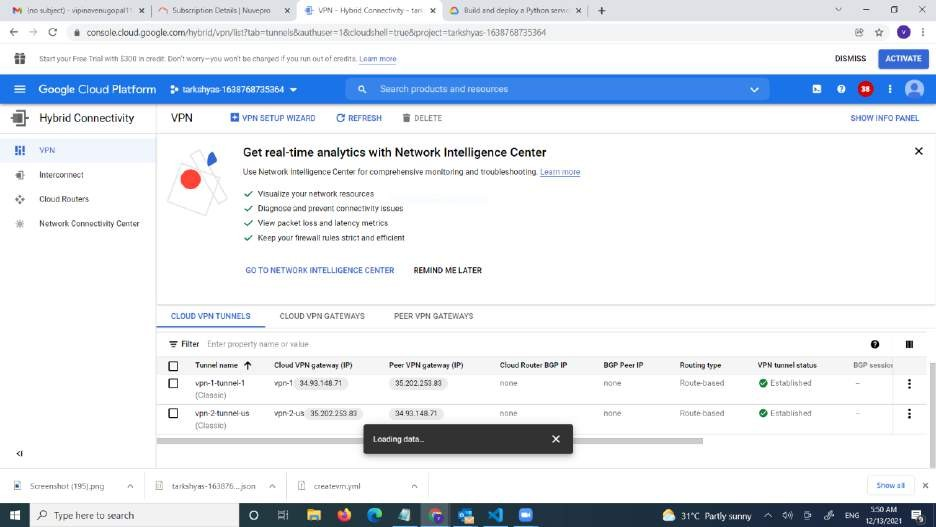 (no subject) - vipinavenugopal11
Subscription Details | Nuvepro
VPN – Hybrid Connectivity – tark
Build and deploy a Python servic
console.cloud.google.com/hybrid/vpn/list?tab=tunnels&authuser=1&cloudshell=true&project=tarkshyas-1638768735364
V
Start your Free Trial with $300 in credit. Don't worry—you won't be charged if you run out of credits. Learn more
DISMISS
ACTIVATE
Google Cloud Platform
tarkshyas-1638768735364
Search products and resources
38
Hybrid Connectivity
VPN
VPN SETUP WIZARD
REFRESH
DELETE
SHOW INFO PANEL
VPN
Interconnect
Cloud Routers
Network Connectivity Center
Get real-time analytics with Network Intelligence Center
Use Network Intelligence Center for comprehensive monitoring and troubleshooting. Learn more
Visualize your network resources
Diagnose and prevent connectivity issues
View packet loss and latency metrics
Keep your firewall rules strict and efficient
GO TO NETWORK INTELLIGENCE CENTER
REMIND ME LATER
CLOUD VPN TUNNELS
CLOUD VPN GATEWAYS
PEER VPN GATEWAYS
Filter Enter property name or value
Tunnel name Cloud VPN gateway (IP) Peer VPN gateway (IP) Cloud Router BGP IP BGP Peer IP Routing type VPN tunnel status BGP session
vpn-1-tunnel-1 vpn-1 34.93.148.71 35.202.253.83 none none Route-based Established –
(Classic)
vpn-2-tunnel-us vpn-2-us 35.202.253.83 34.93.148.71 none none Route-based Established –
(Classic)
Loading data...
Screenshot (195).png
tarkshyas-163876....json
createvm.yml
Show all
Type here to search
31°C Partly sunny
ENG
5:50 AM
12/13/2021
9